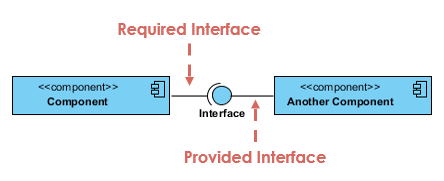 Required Interface
<<component>>
Component
<<component>>
Another Component
Interface
Provided Interface